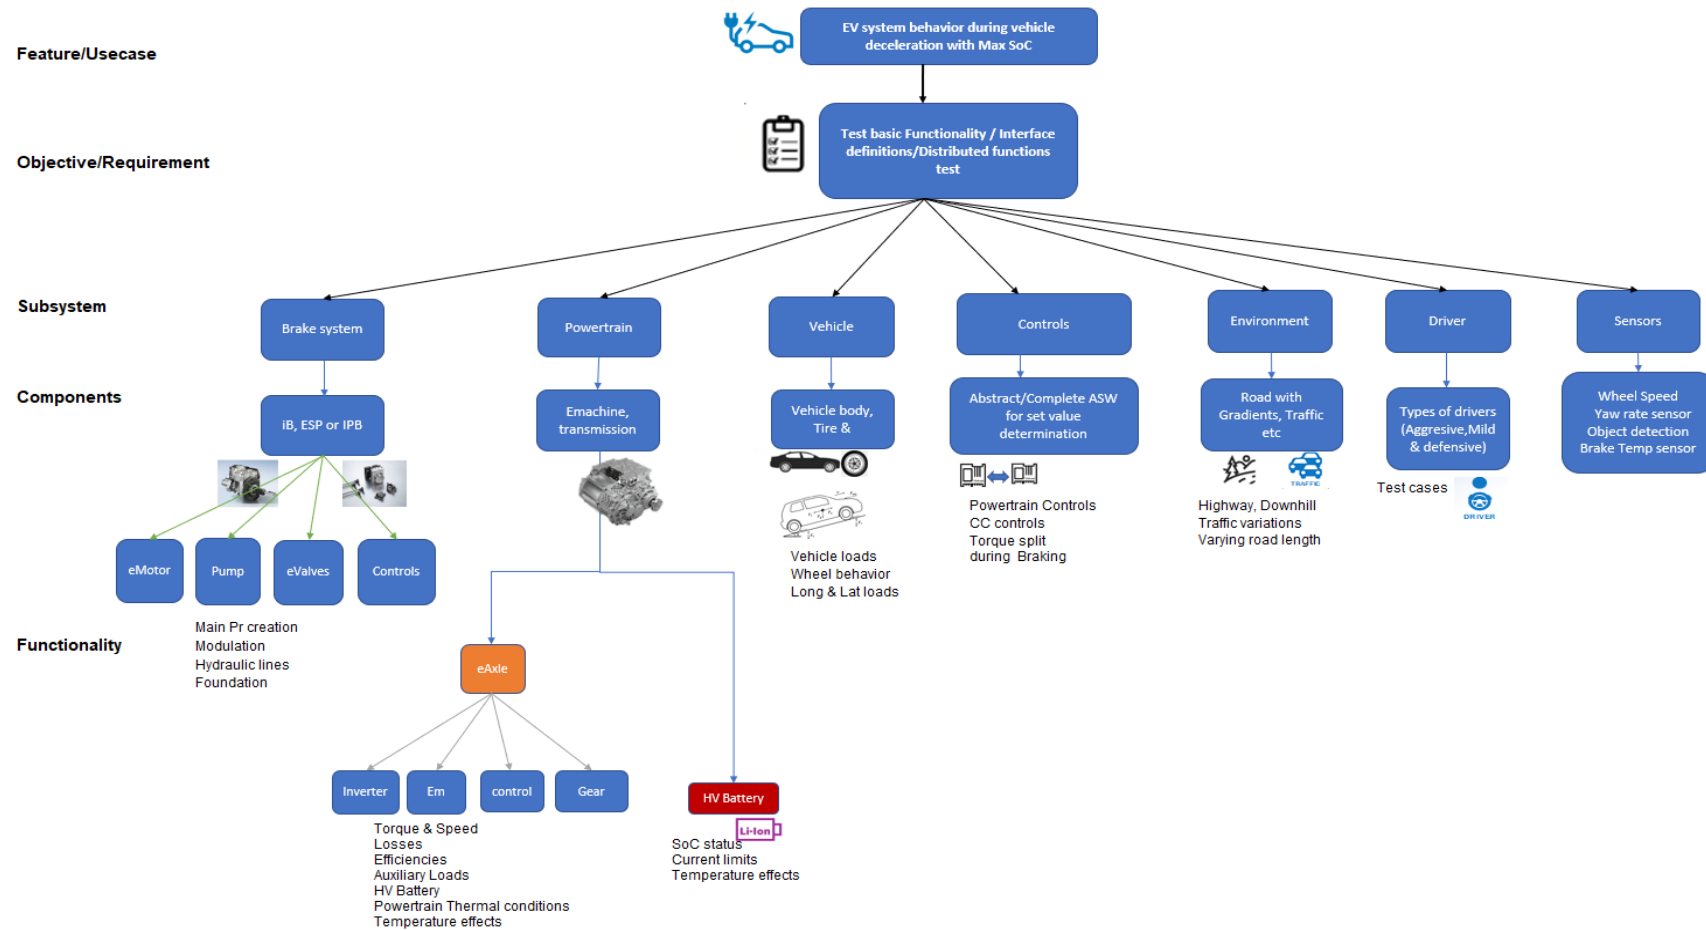 Feature/Usecase
EV system behavior during vehicle
deceleration with Max SoC
Objective/Requirement
Test basic Functionality / Interface
definitions/Distributed functions
test
Subsystem
Brake system
Powertrain
Vehicle
Controls
Environment
Driver
Sensors
Components
iB, ESP or IPB
Emachine,
transmission
Vehicle body,
Tire &
Abstract/Complete ASW
for set value
determination
Road with
Gradients, Traffic
etc
Types of drivers
(Aggresive,Mild
& defensive)
Wheel Speed
Yaw rate sensor
Object detection
Brake Temp sensor
TRAFFIC
Test cases
DRIVER
Powertrain Controls
CC controls
Torque split
during Braking
Highway, Downhill
Traffic variations
Varying road length
Vehicle loads
Wheel behavior
Long & Lat loads
eMotor
Pump
eValves
Controls
Functionality
Main Pr creation
Modulation
Hydraulic lines
Foundation
eAxle
Inverter
Em
control
Gear
HV Battery
Li-Ion
Torque & Speed
Losses
Efficiencies
Auxiliary Loads
HV Battery
Powertrain Thermal conditions
Temperature effects
SoC status
Current limits
Temperature effects